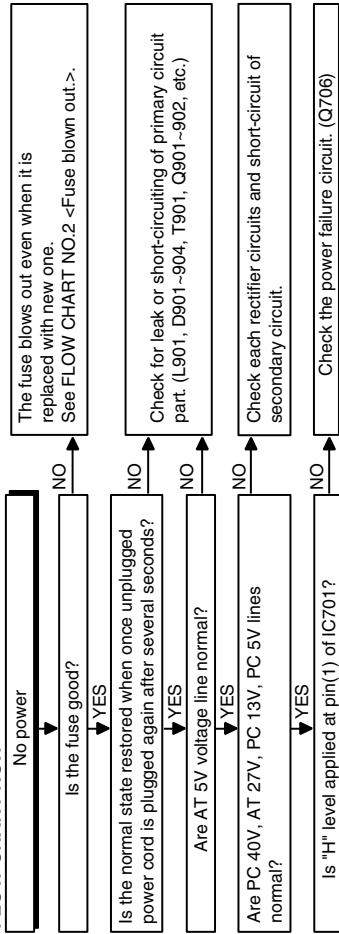 No power
Is the fuse good?
NO
The fuse blows out even when it is
replaced with new one.
See FLOW CHART NO.2 <Fuse blown out.>.
YES
Is the normal state restored when once unplugged
power cord is plugged again after several seconds?
NO
Check for leak or short-circuiting of primary circuit
part. (L901, D901~904, T901, Q901~902, etc.)
YES
Are AT 5V voltage line normal?
NO
YES
Are PC 40V, AT 27V, PC 13V, PC 5V lines
normal?
NO
Check each rectifier circuits and short-circuit of
secondary circuit.
YES
Is "H" level applied at pin(1) of IC701?
NO
Check the power failure circuit. (Q706)